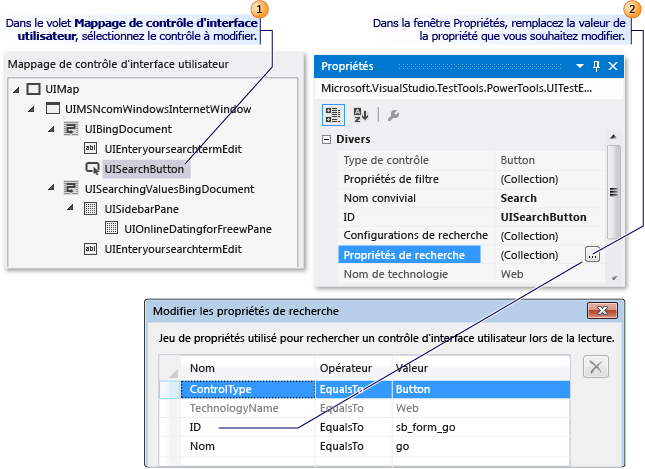 1
Dans le volet Mappage de contrôle d'interface
utilisateur, sélectionnez le contrôle à modifier.
2
Dans la fenêtre Propriétés, remplacez la valeur de
la propriété que vous souhaitez modifier.
Mappage de contrôle d'interface utilisateur
UIMap
UIMSNcomWindowsInternetWindow
UIBingDocument
UIEnteryoursearchtermEdit
UISearchButton
UISearchingValuesBingDocument
UISidebarPane
UIOnlineDatingforFreewPane
UIEnteryoursearchtermEdit
Propriétés
Microsoft.VisualStudio.TestTools.PowerTools.UITestE...
Divers
Type de contrôle Button
Propriétés de filtre (Collection)
Nom convivial Search
ID UISearchButton
Configurations de recherche (Collection)
Propriétés de recherche (Collection) ...
Nom de technologie Web
Modifier les propriétés de recherche
Jeu de propriétés utilisé pour rechercher un contrôle d'interface utilisateur lors de la lecture.
Nom Opérateur Valeur
ControlType EqualsTo Button
TechnologyName EqualsTo Web
ID EqualsTo sb_form_go
Nom EqualsTo go